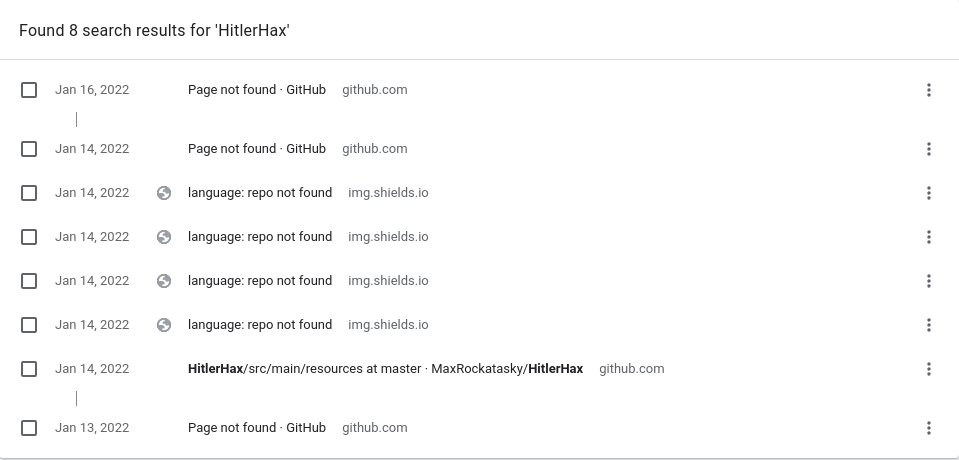 Found 8 search results for 'HitlerHax'
Jan 16, 2022 Page not found · GitHub github.com
Jan 14, 2022 Page not found · GitHub github.com
Jan 14, 2022 language: repo not found img.shields.io
Jan 14, 2022 language: repo not found img.shields.io
Jan 14, 2022 language: repo not found img.shields.io
Jan 14, 2022 language: repo not found img.shields.io
Jan 14, 2022 HitlerHax/src/main/resources at master · MaxRockatasky/HitlerHax github.com
Jan 13, 2022 Page not found · GitHub github.com